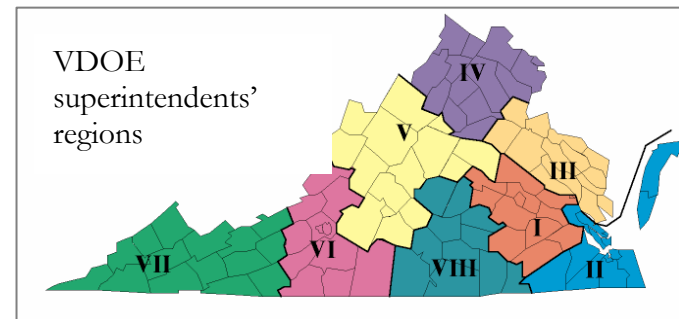 VDOE
superintendents’
regions
IV
V
III
I
VI
VII
VIII
II